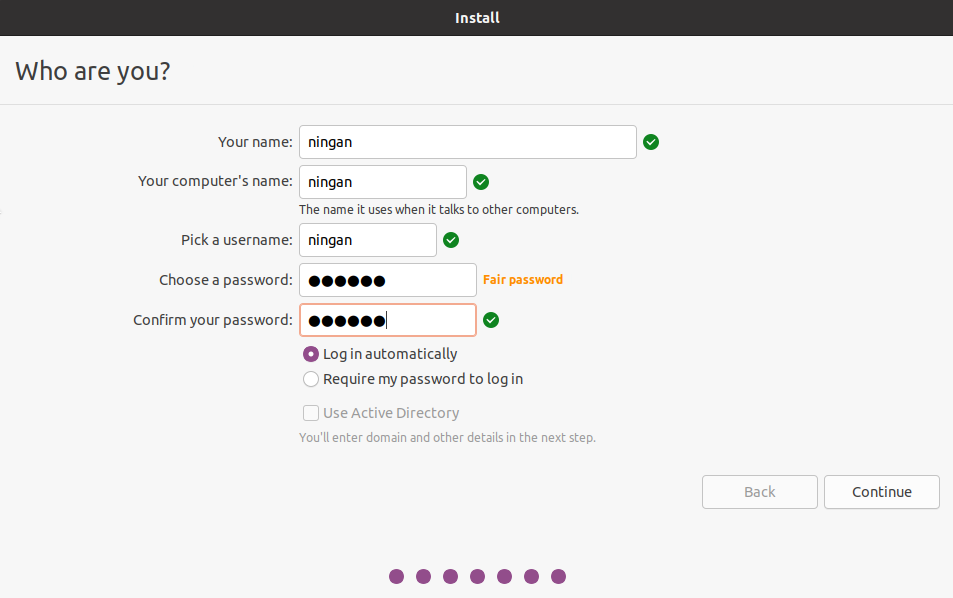 Install
Who are you?
Your name: ningan
Your computer's name: ningan
The name it uses when it talks to other computers.
Pick a username: ningan
Choose a password: ●●●●●● Fair password
Confirm your password: ●●●●●●
Log in automatically
Require my password to log in
Use Active Directory
You'll enter domain and other details in the next step.
Back Continue